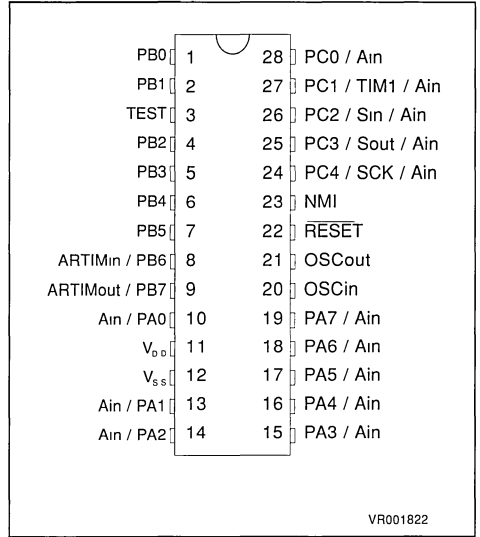 PB0 1 28 PC0 / Ain
PB1 2 27 PC1 / TIM1 / Ain
TEST 3 26 PC2 / Sin / Ain
PB2 4 25 PC3 / Sout / Ain
PB3 5 24 PC4 / SCK / Ain
PB4 6 23 NMI
PB5 7 22 RESET
ARTIMin / PB6 8 21 OSCout
ARTIMout / PB7 9 20 OSCin
Ain / PA0 10 19 PA7 / Ain
VDD 11 18 PA6 / Ain
VSS 12 17 PA5 / Ain
Ain / PA1 13 16 PA4 / Ain
Ain / PA2 14 15 PA3 / Ain
VR001822